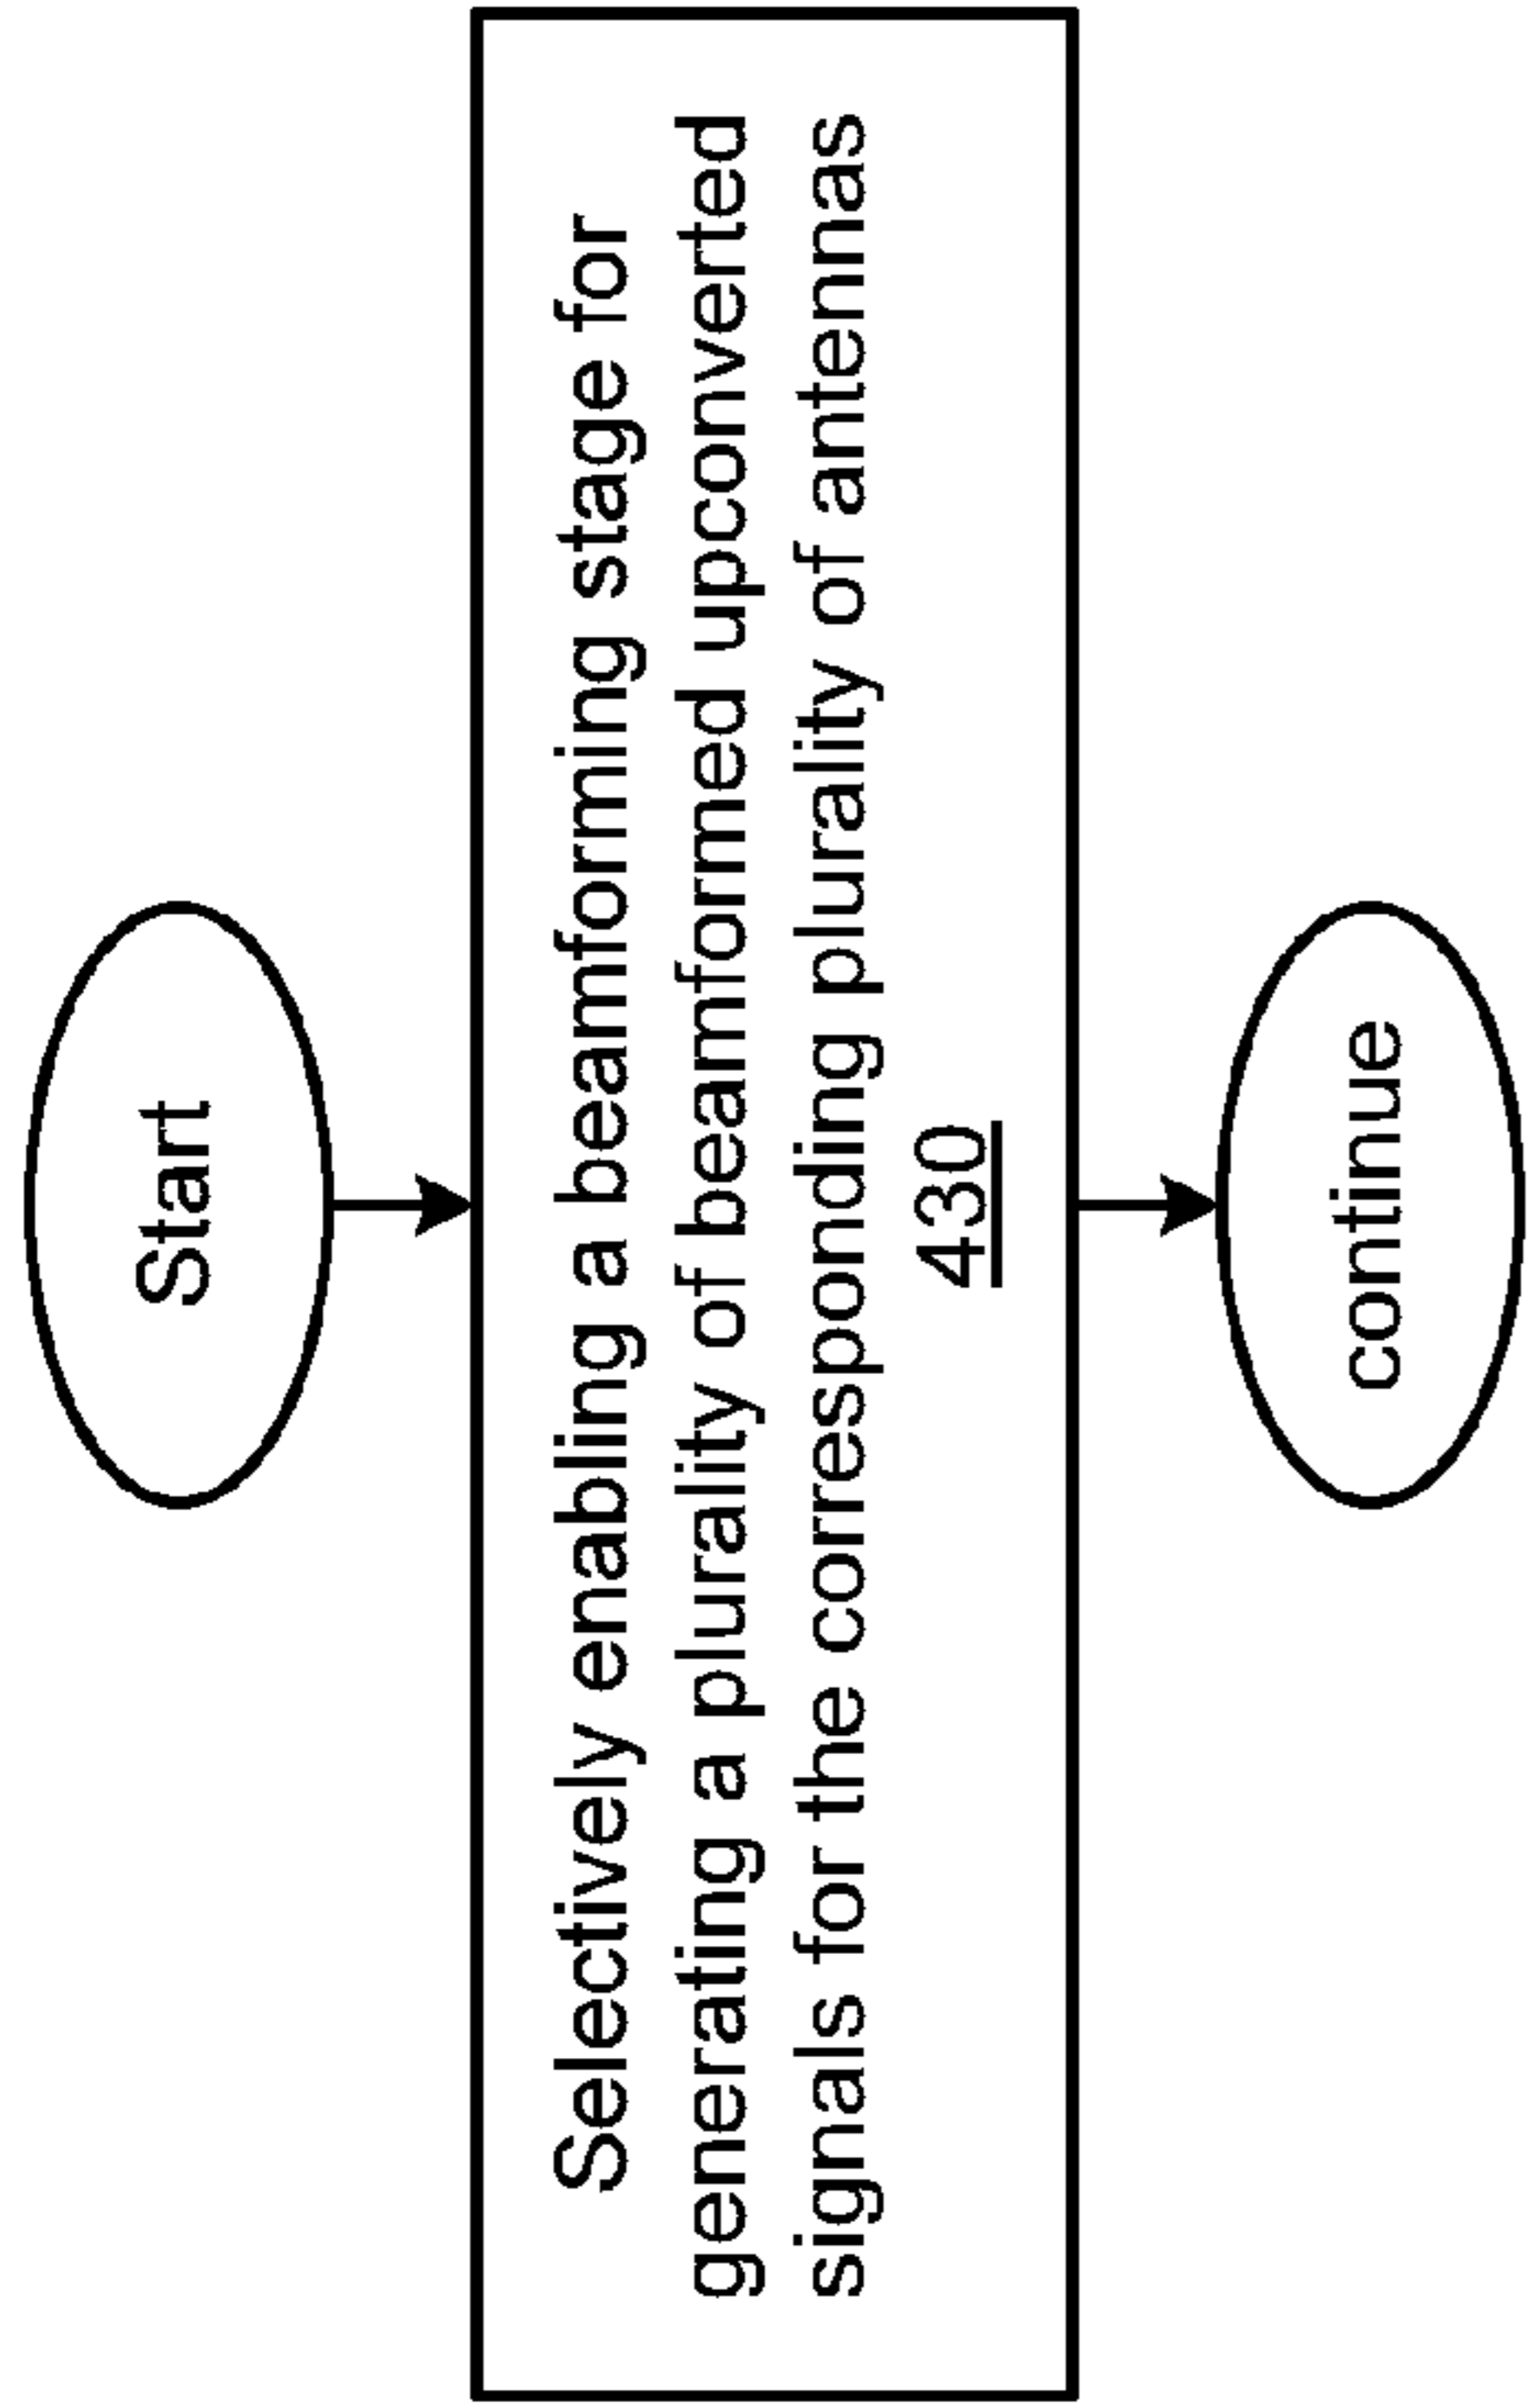 Start
Selectively enabling a beamforming stage for
generating a plurality of beamformed upconverted
signals for the corresponding plurality of antennas
430
continue